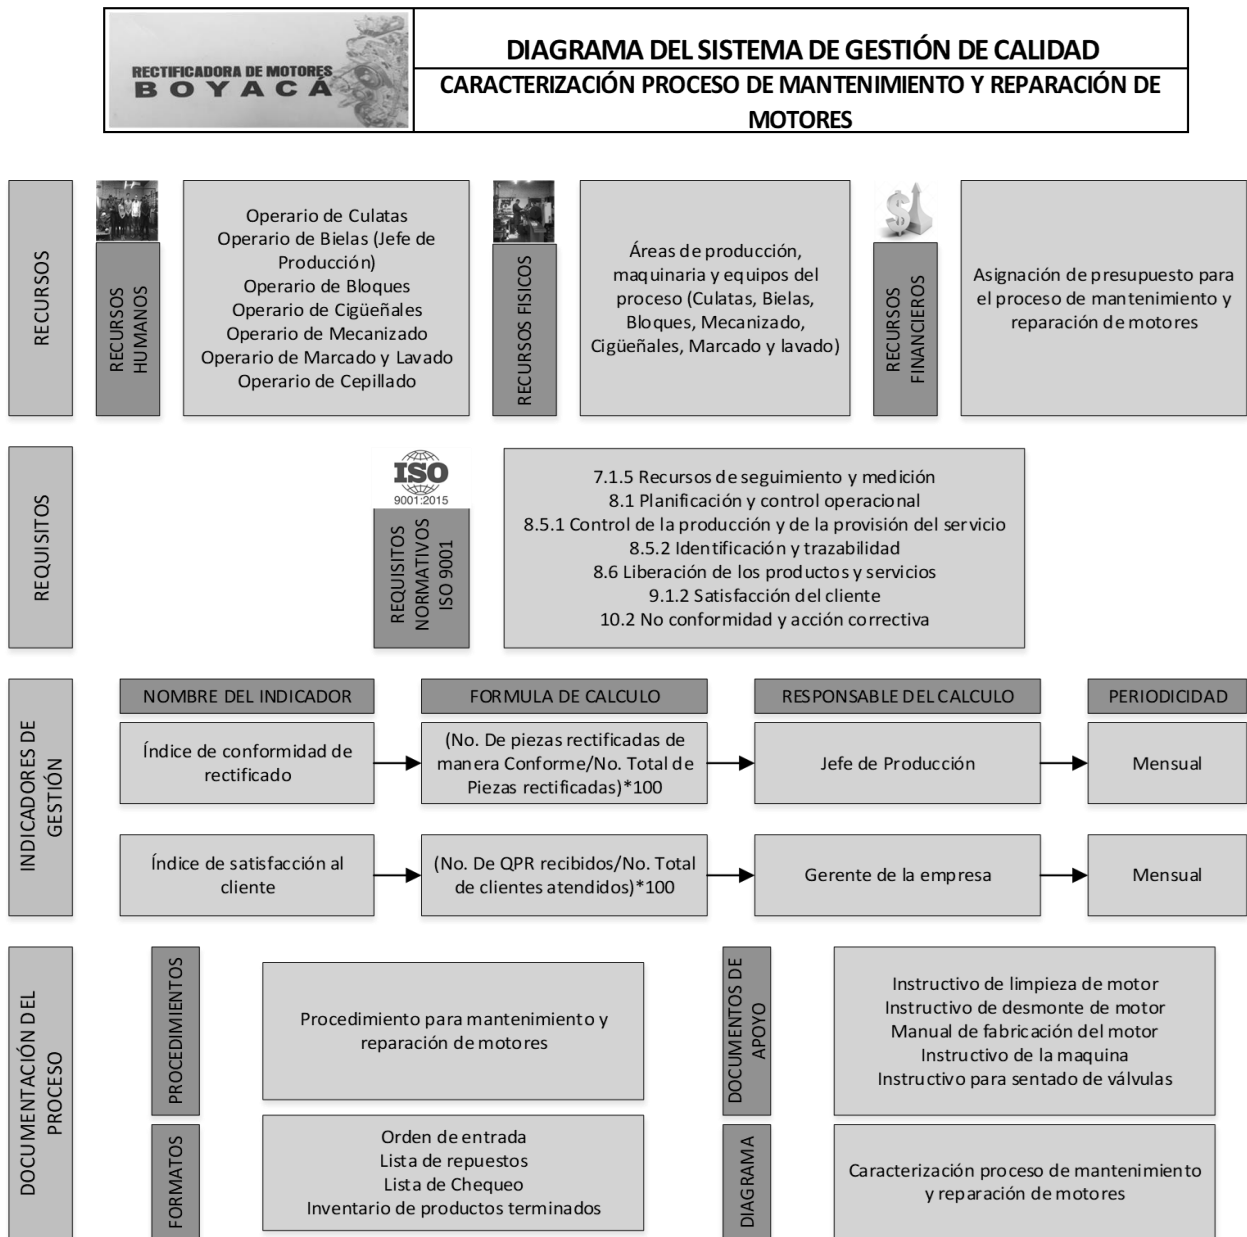 RECTIFICADORA DE MOTORES
BOYACÁ
DIAGRAMA DEL SISTEMA DE GESTIÓN DE CALIDAD
CARACTERIZACIÓN PROCESO DE MANTENIMIENTO Y REPARACIÓN DE
MOTORES
RECURSOS
RECURSOS
HUMANOS
Operario de Culatas
Operario de Bielas (Jefe de
Producción)
Operario de Bloques
Operario de Cigüeñales
Operario de Mecanizado
Operario de Marcado y Lavado
Operario de Cepillado
RECURSOS FISICOS
Áreas de producción,
maquinaria y equipos del
proceso (Culatas, Bielas,
Bloques, Mecanizado,
Cigüeñales, Marcado y lavado)
$
RECURSOS
FINANCIEROS
Asignación de presupuesto para
el proceso de mantenimiento y
reparación de motores
REQUISITOS
ISO
9001:2015
REQUISITOS
NORMATIVOS
ISO 9001
7.1.5 Recursos de seguimiento y medición
8.1 Planificación y control operacional
8.5.1 Control de la producción y de la provisión del servicio
8.5.2 Identificación y trazabilidad
8.6 Liberación de los productos y servicios
9.1.2 Satisfacción del cliente
10.2 No conformidad y acción correctiva
INDICADORES DE
GESTIÓN
NOMBRE DEL INDICADOR
FORMULA DE CALCULO
RESPONSABLE DEL CALCULO
PERIODICIDAD
Índice de conformidad de
rectificado
(No. De piezas rectificadas de
manera Conforme/No. Total de
Piezas rectificadas)*100
Jefe de Producción
Mensual
Índice de satisfacción al
cliente
(No. De QPR recibidos/No. Total
de clientes atendidos)*100
Gerente de la empresa
Mensual
DOCUMENTACIÓN DEL
PROCESO
PROCEDIMIENTOS
Procedimiento para mantenimiento y
reparación de motores
DOCUMENTOS DE
APOYO
Instructivo de limpieza de motor
Instructivo de desmonte de motor
Manual de fabricación del motor
Instructivo de la maquina
Instructivo para sentado de válvulas
FORMATOS
Orden de entrada
Lista de repuestos
Lista de Chequeo
Inventario de productos terminados
DIAGRAMA
Caracterización proceso de mantenimiento
y reparación de motores